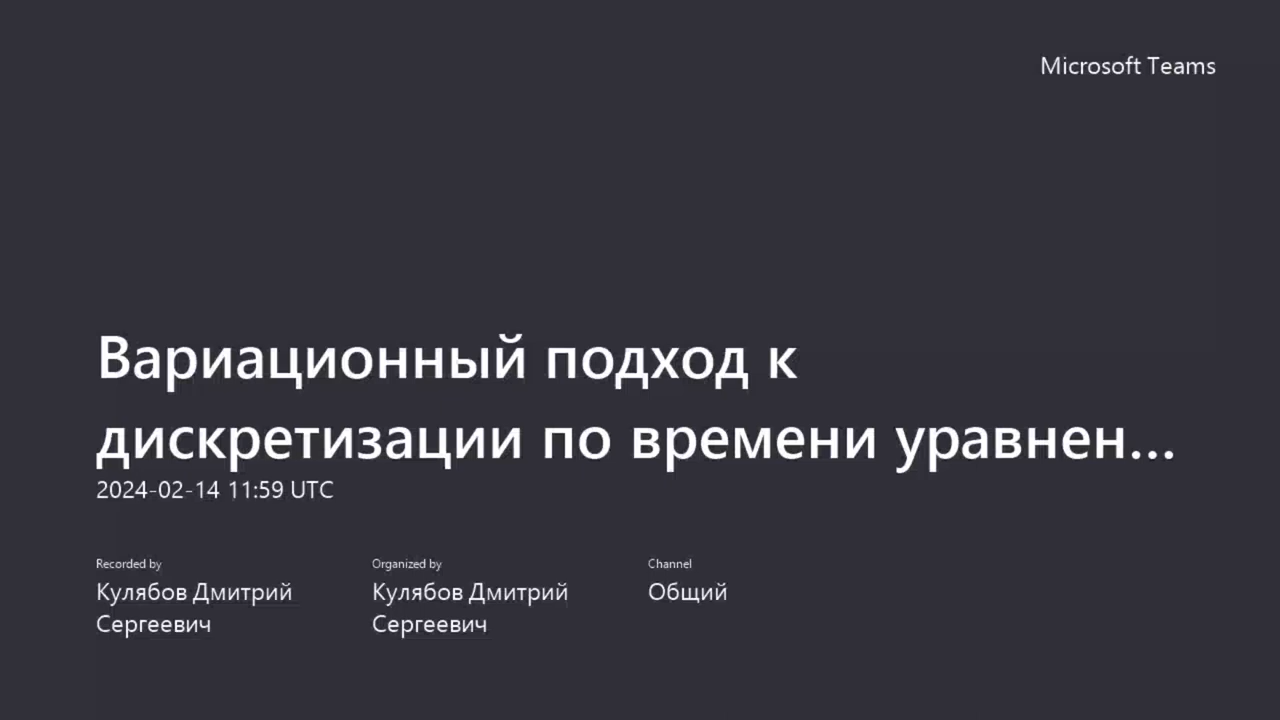 Microsoft Teams
Вариационный подход к
дискретизации по времени уравнен...
2024-02-14 11:59 UTC
Recorded by
Organized by
Channel
Кулябов Дмитрий
Кулябов Дмитрий
Общий
Сергеевич
Сергеевич